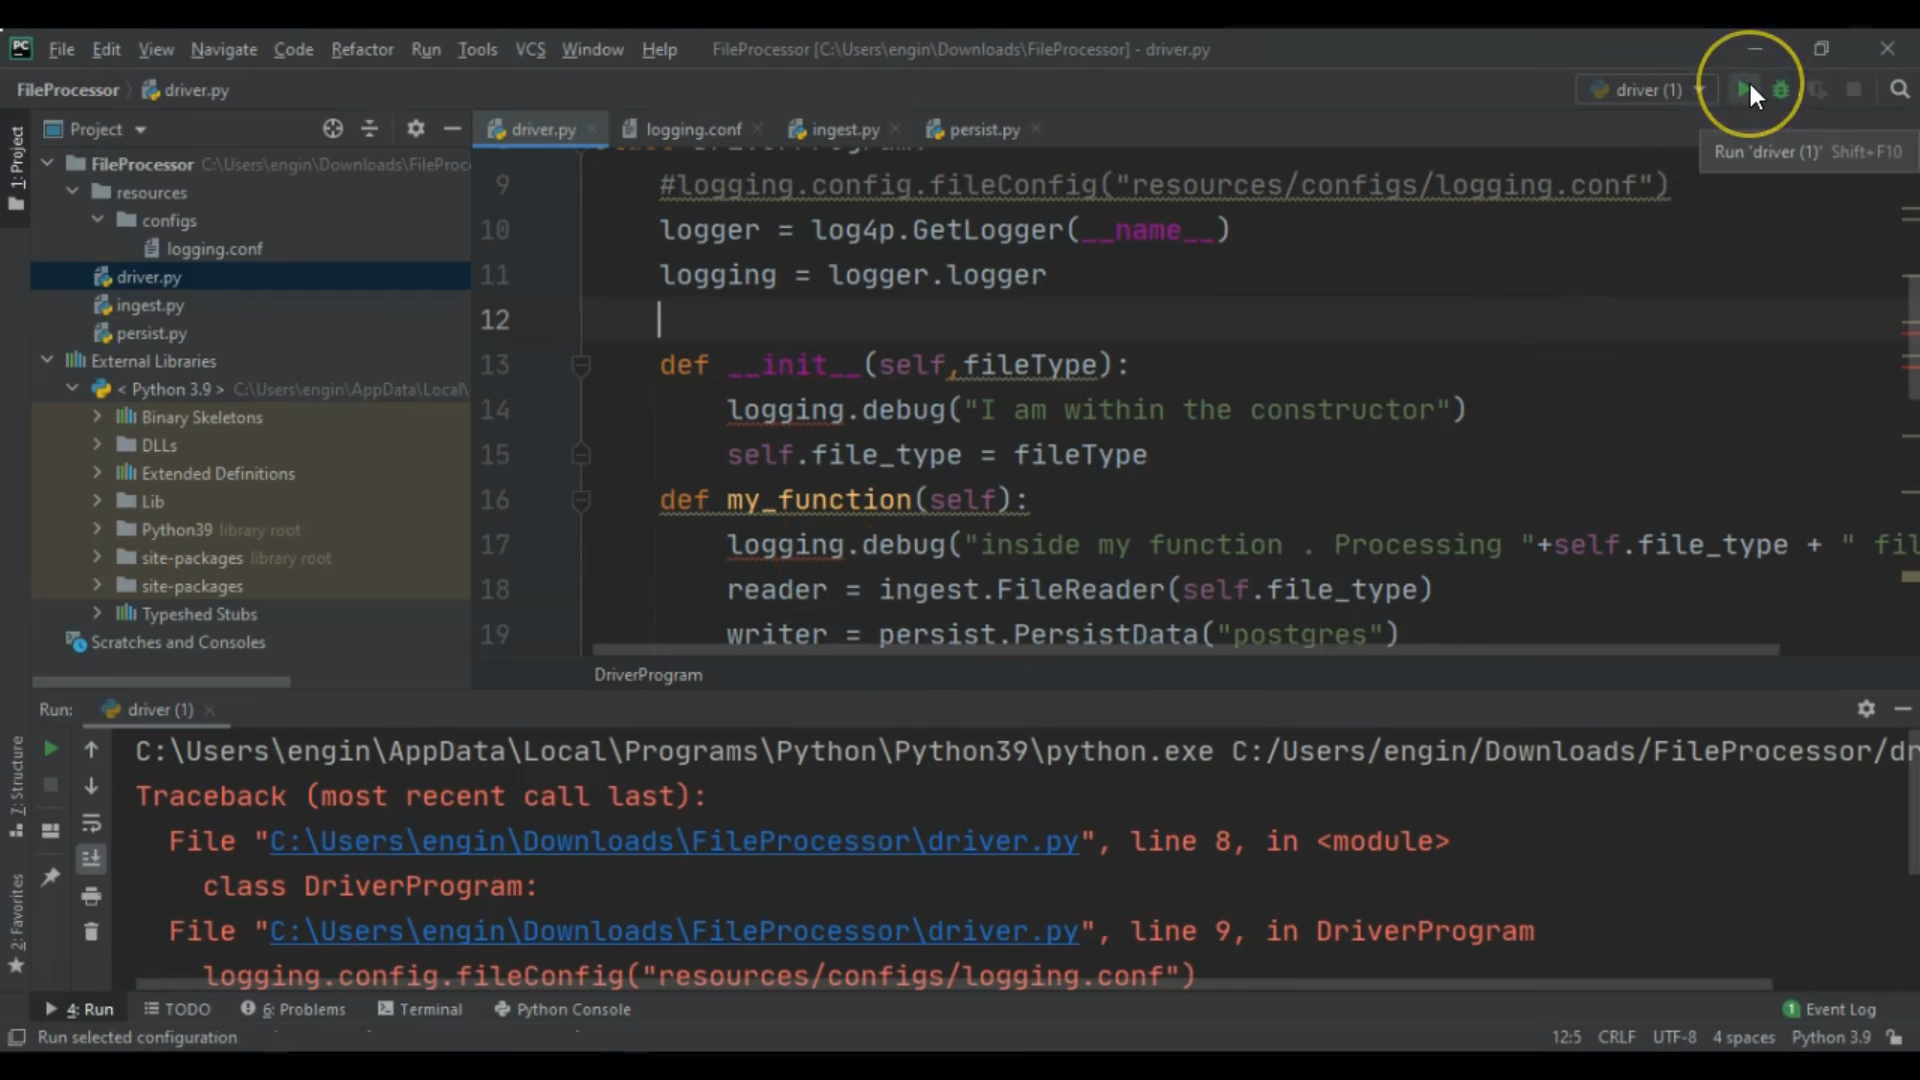 PC File Edit View Navigate Code Refactor Run Tools VCS Window Help FileProcessor [C:\Users\engin\Downloads\FileProcessor] - driver.py
FileProcessor driver.py driver (1)
Run 'driver (1)' Shift+F10
1: Project
Project
FileProcessor C:\Users\engin\Downloads\FileProc
resources
configs
logging.conf
driver.py
ingest.py
persist.py
External Libraries
< Python 3.9 > C:\Users\engin\AppData\Local\
Binary Skeletons
DLLs
Extended Definitions
Lib
Python39 library root
site-packages library root
site-packages
Typeshed Stubs
Scratches and Consoles
driver.py logging.conf ingest.py persist.py
9 #logging.config.fileConfig("resources/configs/logging.conf")
10 logger = log4p.GetLogger(__name__)
11 logging = logger.logger
12
13 def __init__(self,fileType):
14 logging.debug("I am within the constructor")
15 self.file_type = fileType
16 def my_function(self):
17 logging.debug("inside my function . Processing "+self.file_type + " fil
18 reader = ingest.FileReader(self.file_type)
19 writer = persist.PersistData("postgres")
DriverProgram
Run: driver (1)
7: Structure
2: Favorites
C:\Users\engin\AppData\Local\Programs\Python\Python39\python.exe C:/Users/engin/Downloads/FileProcessor/dr
Traceback (most recent call last):
File "C:\Users\engin\Downloads\FileProcessor\driver.py", line 8, in <module>
class DriverProgram:
File "C:\Users\engin\Downloads\FileProcessor\driver.py", line 9, in DriverProgram
logging.config.fileConfig("resources/configs/logging.conf")
4: Run TODO 6: Problems Terminal Python Console 1 Event Log
Run selected configuration 12:5 CRLF UTF-8 4 spaces Python 3.9